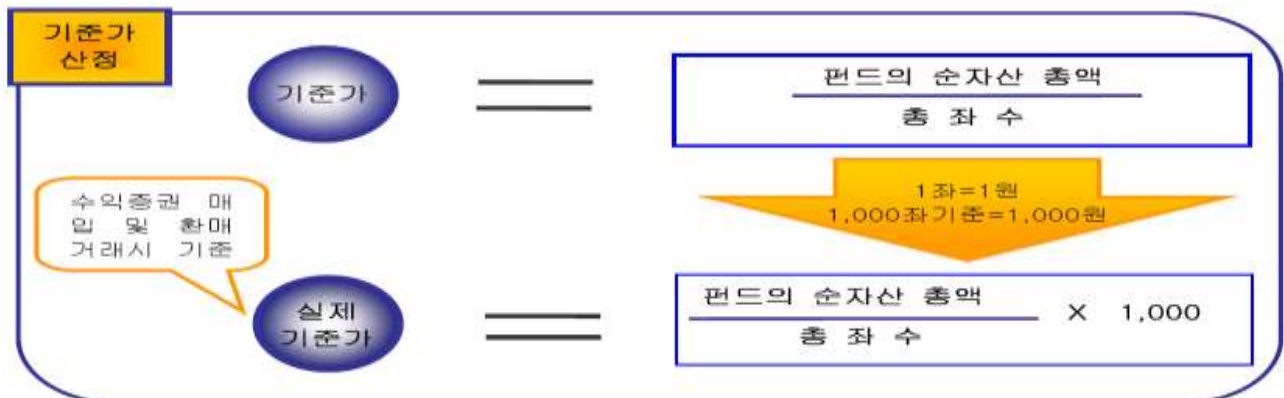 기준가
산정
기준가
펀드의 순자산 총액
총 좌 수
1좌=1원
1,000좌기준=1,000원
수익증권 매
입 및 환매
거래시 기준
실제
기준가
펀드의 순자산 총액
총 좌 수
X 1,000